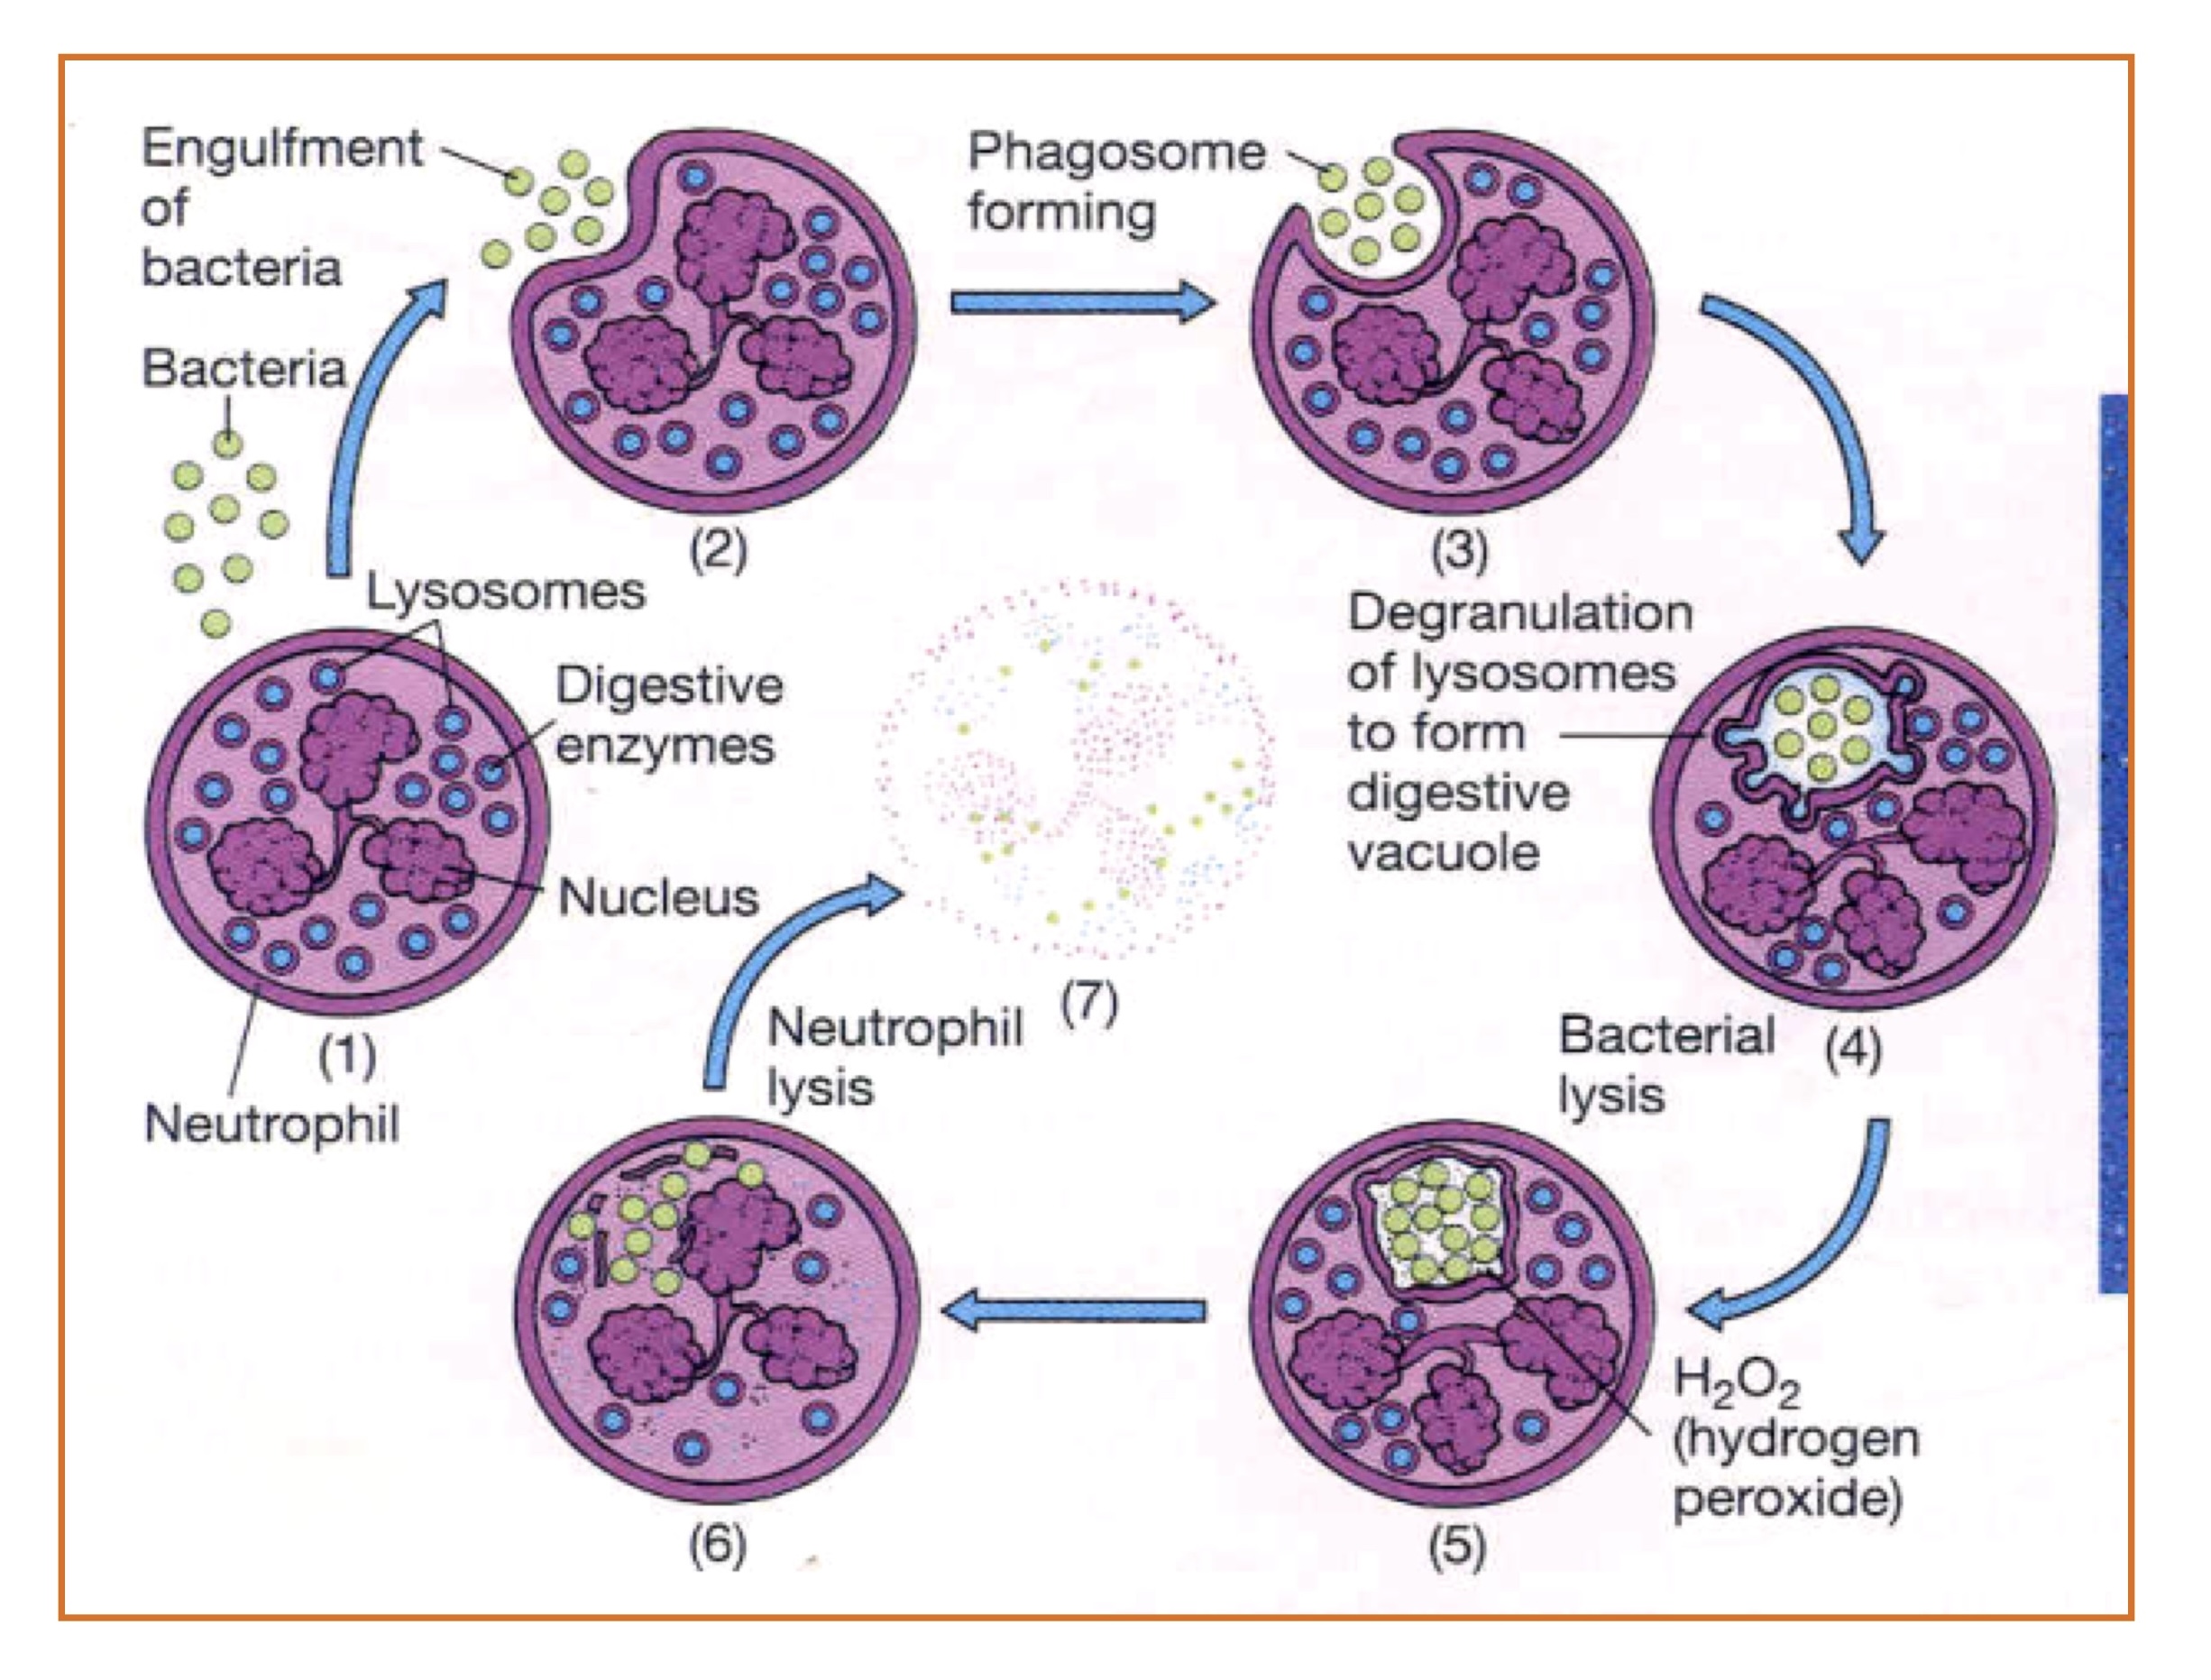 Engulfment
of
bacteria
Phagosome
forming
Bacteria
(2)
(3)
Lysosomes
Digestive
enzymes
Nucleus
(1)
Neutrophil
Degranulation
of lysosomes
to form
digestive
vacuole
(7)
Neutrophil
lysis
Bacterial
lysis
(4)
H₂O₂
(hydrogen
peroxide)
(6)
(5)